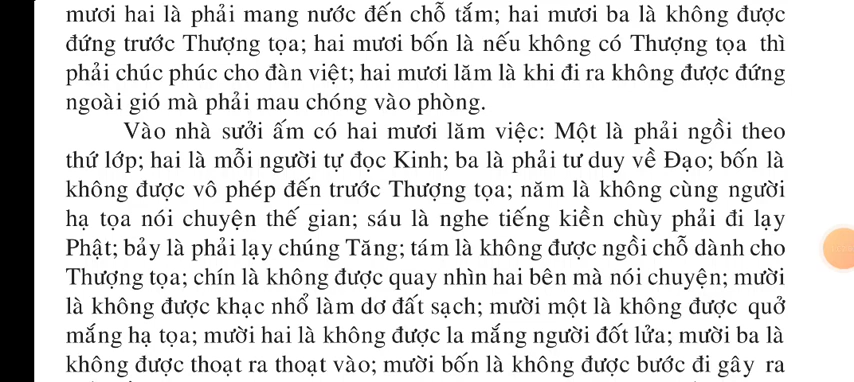 mươi hai là phải mang nước đến chỗ tắm; hai mươi ba là không được
đứng trước Thượng tọa; hai mươi bốn là nếu không có Thượng tọa thì
phải chúc phúc cho đàn việt; hai mươi lăm là khi đi ra không được đứng
ngoài gió mà phải mau chóng vào phòng.
Vào nhà sưởi ấm có hai mươi lăm việc: Một là phải ngồi theo
thứ lớp; hai là mỗi người tự đọc Kinh; ba là phải tư duy về Đạo; bốn là
không được vô phép đến trước Thượng tọa; năm là không cùng người
hạ tọa nói chuyện thế gian; sáu là nghe tiếng kiền chùy phải đi lạy
Phật; bảy là phải lạy chúng Tăng; tám là không được ngồi chỗ dành cho
Thượng tọa; chín là không được quay nhìn hai bên mà nói chuyện; mười
là không được khạc nhổ làm dơ đất sạch; mười một là không được quở
mắng hạ tọa; mười hai là không được la mắng người đốt lửa; mười ba là
không được thoạt ra thoạt vào; mười bốn là không được bước đi gây ra